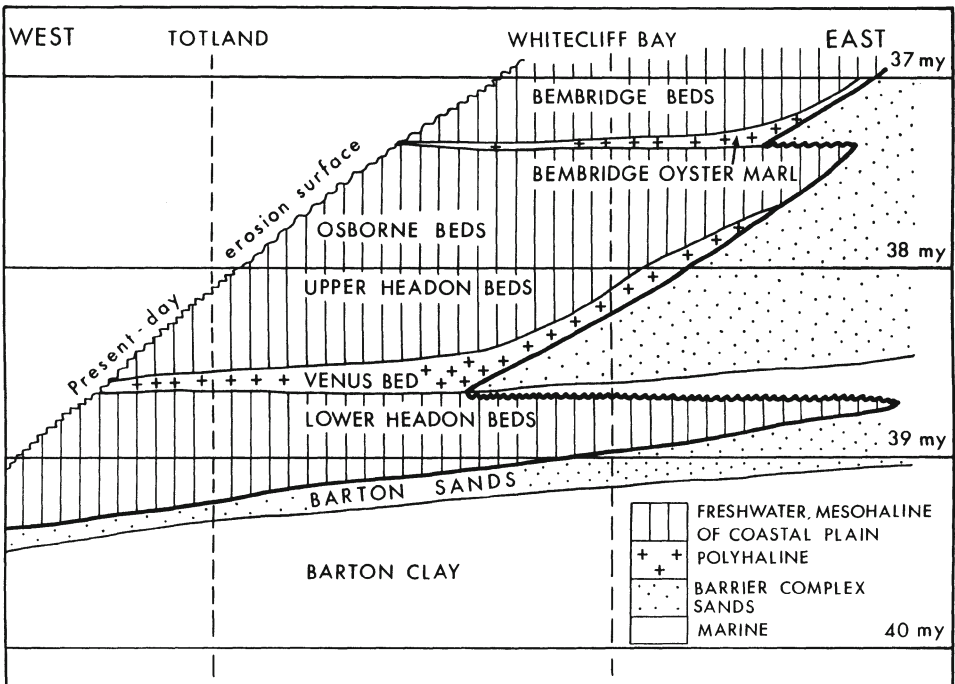 WEST
TOTLAND
WHITECLIFF BAY
EAST
37 my
BEMBRIDGE BEDS
BEMBRIDGE OYSTER MARL
Present-day erosion surface
OSBORNE BEDS
38 my
UPPER HEADON BEDS
VENUS BED
LOWER HEADON BEDS
39 my
BARTON SANDS
BARTON CLAY
FRESHWATER, MESOHALINE
OF COASTAL PLAIN
POLYHALINE
BARRIER COMPLEX
SANDS
MARINE
40 my